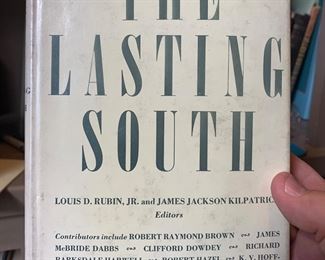 THE
LASTING
SOUTH
LOUIS D. RUBIN, JR. and JAMES JACKSON KILPATRIC
Editors
Contributors include ROBERT RAYMOND BROWN JAMES
McBRIDE DABBS CLIFFORD DOWDEY RICHARD
BARKSDALE HARWELL ROBERT HAZEL K. V. HOFF-